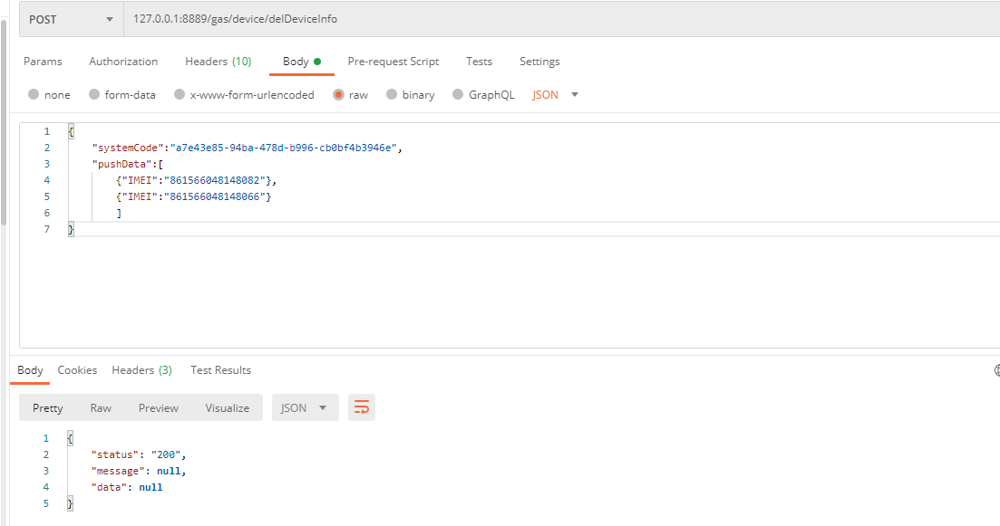 POST 127.0.0.1:8889/gas/device/delDeviceInfo
Params Authorization Headers (10) Body Pre-request Script Tests Settings
none form-data x-www-form-urlencoded raw binary GraphQL JSON
1 {
2 "systemCode":"a7e43e85-94ba-478d-b996-cb0bf4b3946e",
3 "pushData":[
4 {"IMEI":"861566048148082"},
5 {"IMEI":"861566048148066"}
6 ]
7 }
Body Cookies Headers (3) Test Results
Pretty Raw Preview Visualize JSON
1 {
2 "status": "200",
3 "message": null,
4 "data": null
5 }